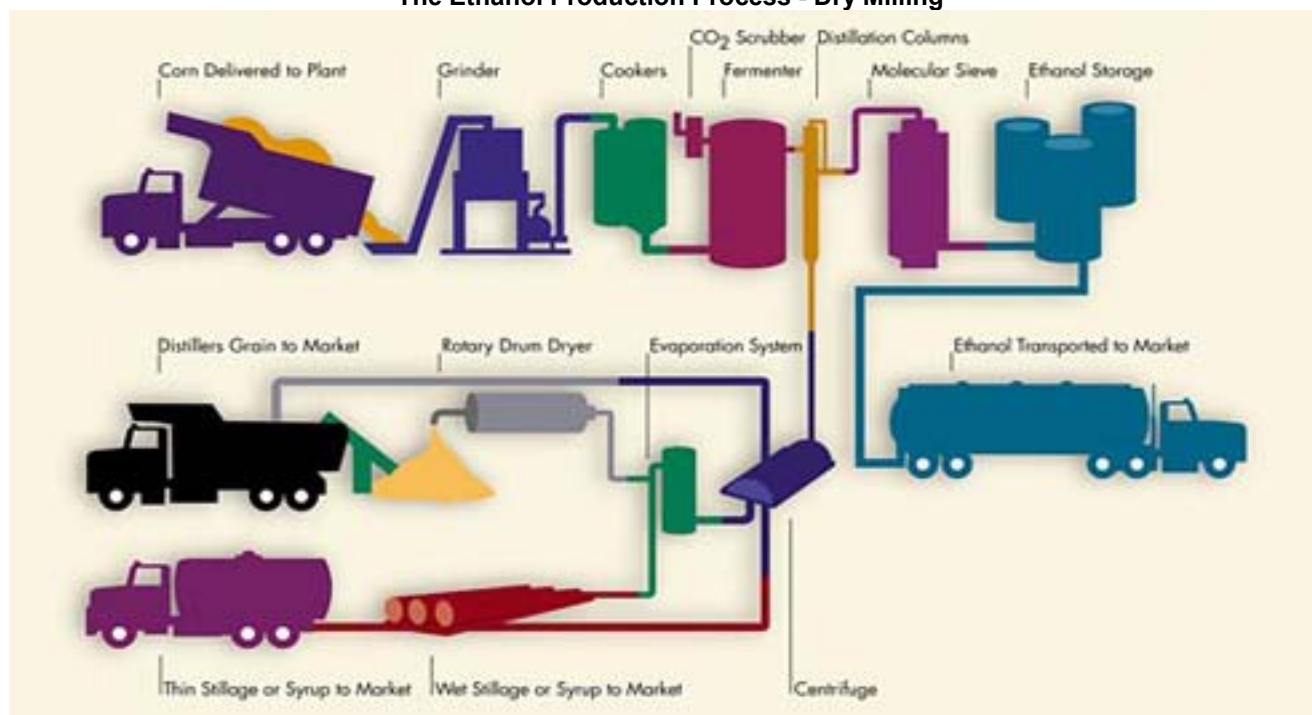 The Ethanol Production Process - Dry Milling
CO2 Scrubber
Distillation Columns
Corn Delivered to Plant
Grinder
Cookers
Fermenter
Molecular Sieve
Ethanol Storage
Distillers Grain to Market
Rotary Drum Dryer
Evaporation System
Ethanol Transported to Market
Thin Stillage or Syrup to Market
Wet Stillage or Syrup to Market
Centrifuge